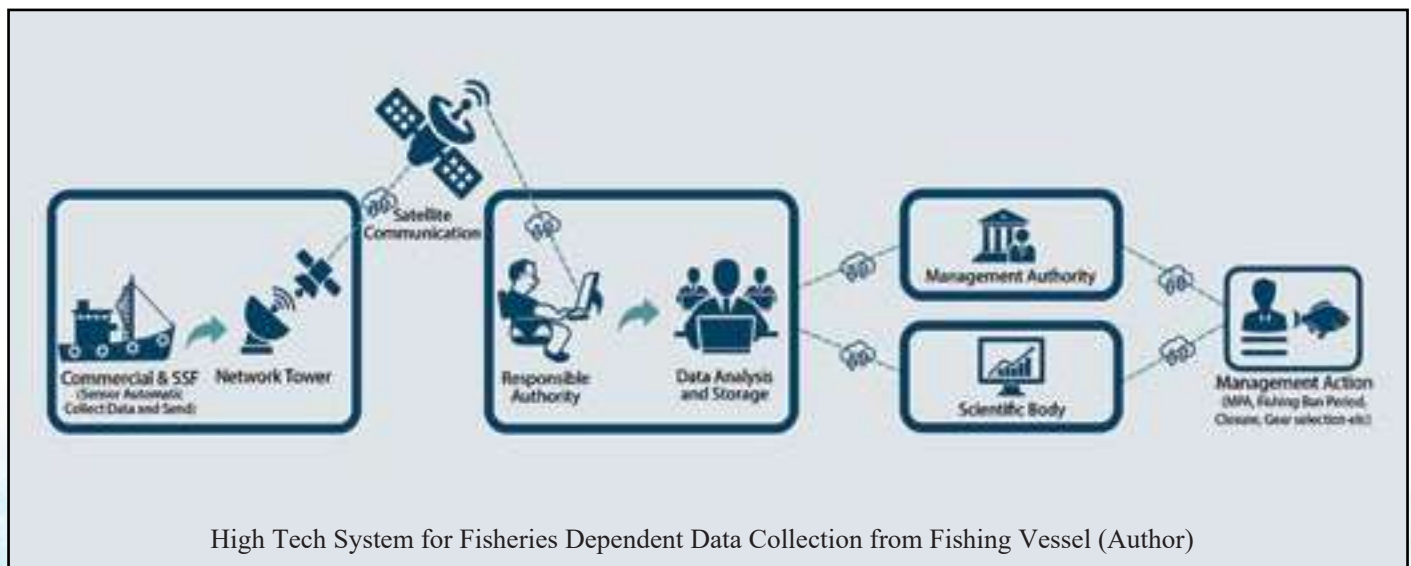 Satellite
Communication
Commercial & SSF
(Sensor Automatic
Collect Data and Send)
Network Tower
Responsible
Authority
Data Analysis
and Storage
Management Authority
Scientific Body
Management Action
(MPA, Fishing Ban Period,
Closure, Gear selection etc)
High Tech System for Fisheries Dependent Data Collection from Fishing Vessel (Author)